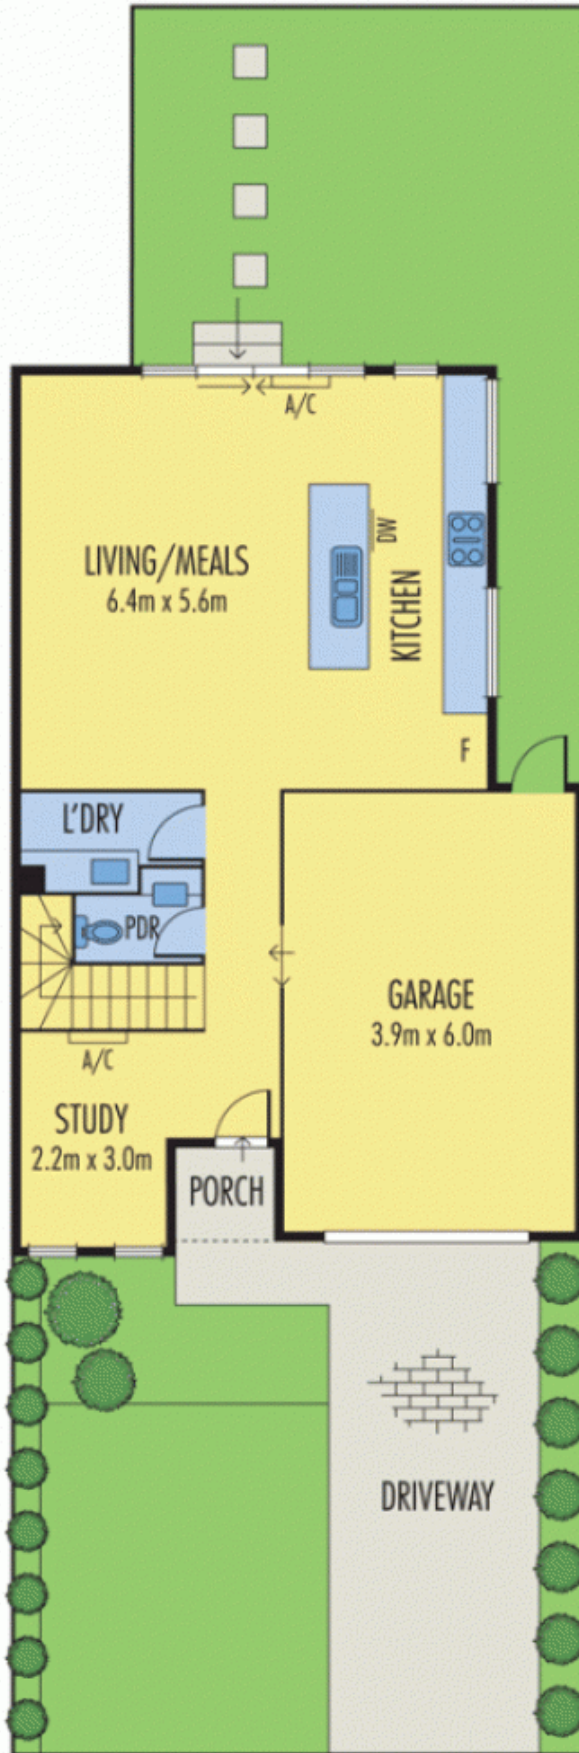 A/C
LIVING/MEALS
6.4m x 5.6m
DW
KITCHEN
F
L'DRY
PDR
GARAGE
3.9m x 6.0m
A/C
STUDY
2.2m x 3.0m
PORCH
DRIVEWAY